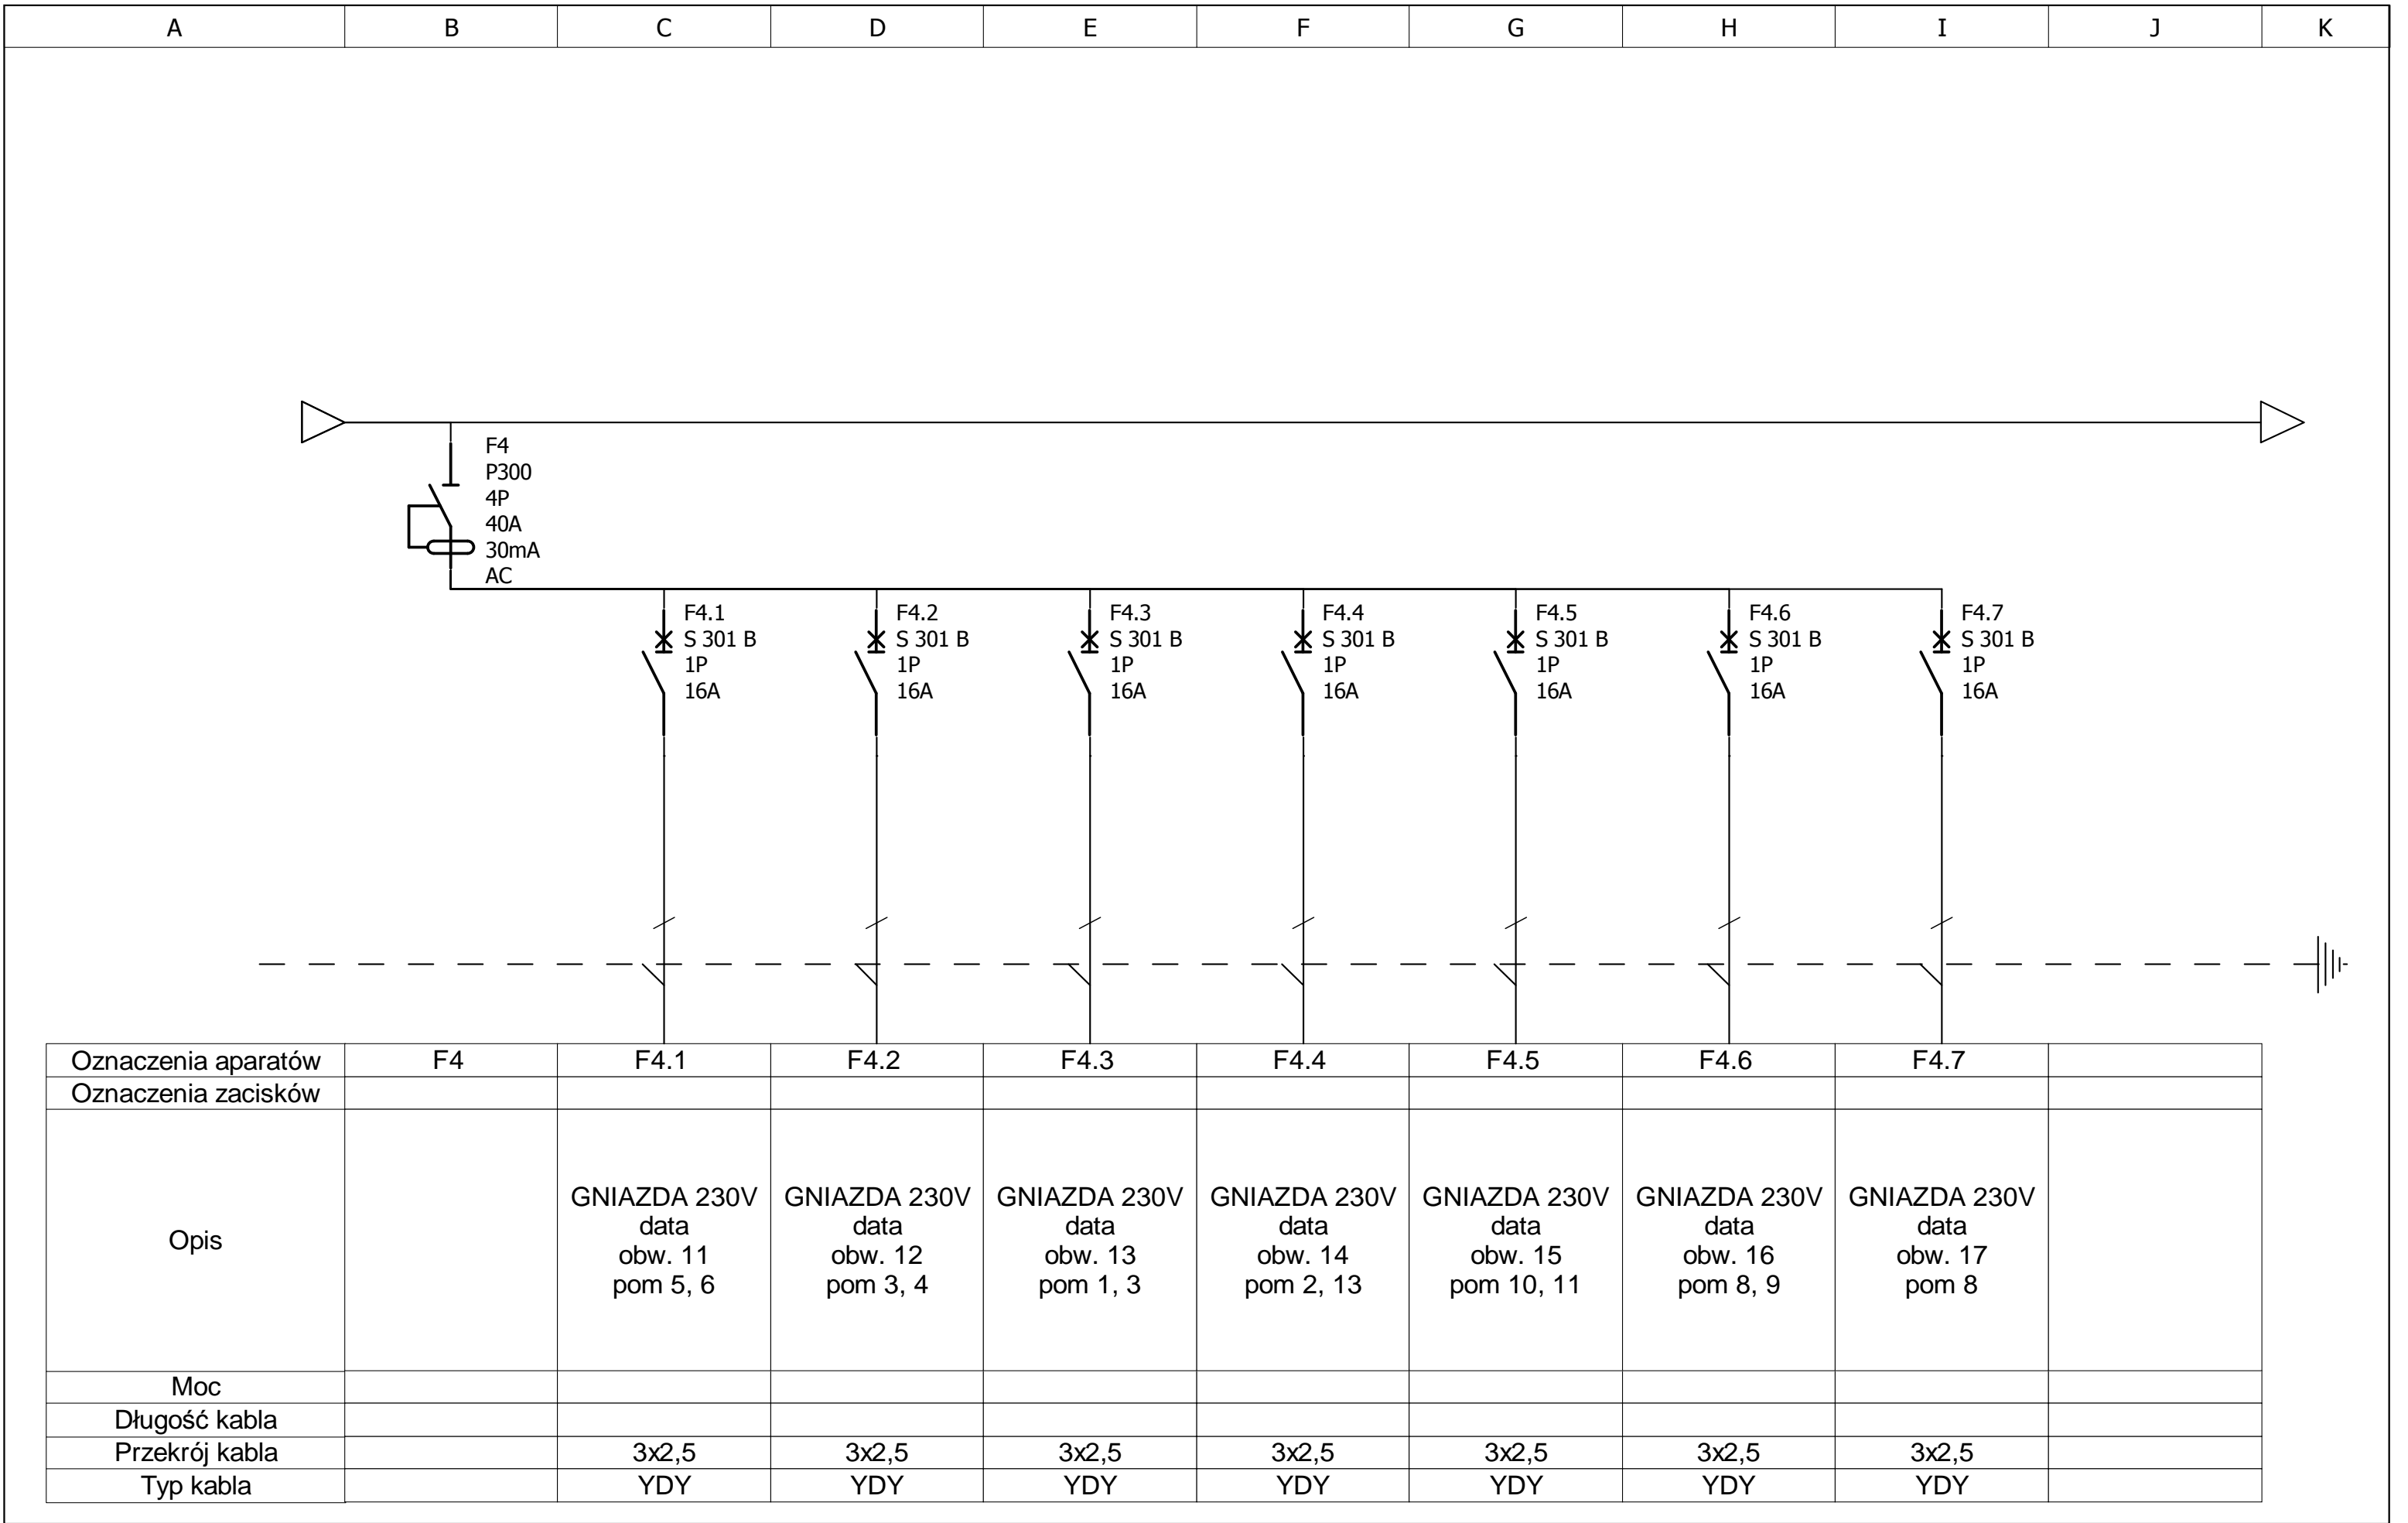 A B C D E F G H I J K
F4
P300
4P
40A
30mA
AC
F4.1
S 301 B
1P
16A
F4.2
S 301 B
1P
16A
F4.3
S 301 B
1P
16A
F4.4
S 301 B
1P
16A
F4.5
S 301 B
1P
16A
F4.6
S 301 B
1P
16A
F4.7
S 301 B
1P
16A
Oznaczenia aparatów F4 F4.1 F4.2 F4.3 F4.4 F4.5 F4.6 F4.7
Oznaczenia zacisków
Opis
GNIAZDA 230V
data
obw. 11
pom 5, 6
GNIAZDA 230V
data
obw. 12
pom 3, 4
GNIAZDA 230V
data
obw. 13
pom 1, 3
GNIAZDA 230V
data
obw. 14
pom 2, 13
GNIAZDA 230V
data
obw. 15
pom 10, 11
GNIAZDA 230V
data
obw. 16
pom 8, 9
GNIAZDA 230V
data
obw. 17
pom 8
Moc
Długość kabla
Przekrój kabla 3x2,5 3x2,5 3x2,5 3x2,5 3x2,5 3x2,5 3x2,5
Typ kabla YDY YDY YDY YDY YDY YDY YDY